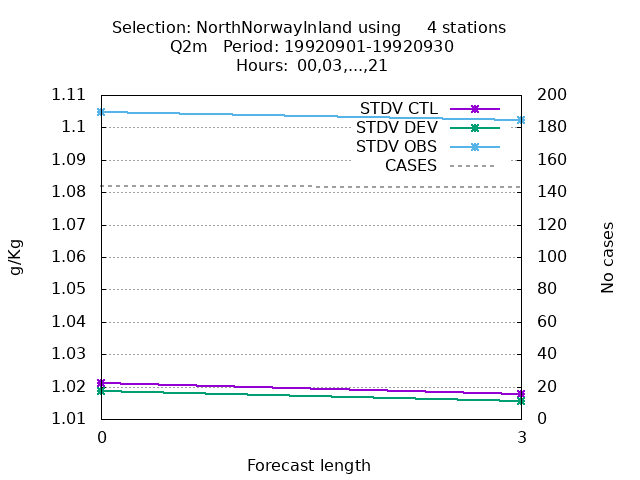 Selection: NorthNorwayInland using     4 stations
Q2m   Period: 19920901-19920930
Hours:  00,03,...,21
STDV CTL
STDV DEV
STDV OBS
CASES
1.11
1.1
1.09
1.08
1.07
1.06
1.05
1.04
1.03
1.02
1.01
200
180
160
140
120
100
80
60
40
20
0
g/Kg
No cases
0
3
Forecast length